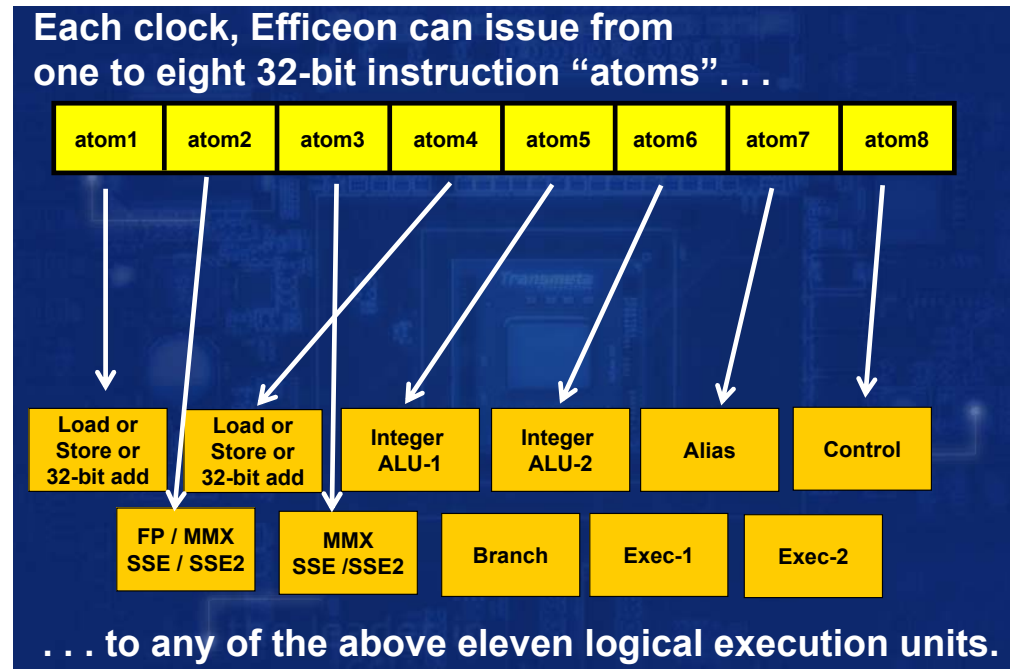 Each clock, Efficeon can issue from
one to eight 32-bit instruction “atoms”. . .
atom1 atom2 atom3 atom4 atom5 atom6 atom7 atom8
Transmeta
Load or
Store or
32-bit add
Load or
Store or
32-bit add
Integer
ALU-1
Integer
ALU-2
Alias
Control
FP / MMX
SSE / SSE2
MMX
SSE /SSE2
Branch
Exec-1
Exec-2
. . . to any of the above eleven logical execution units.